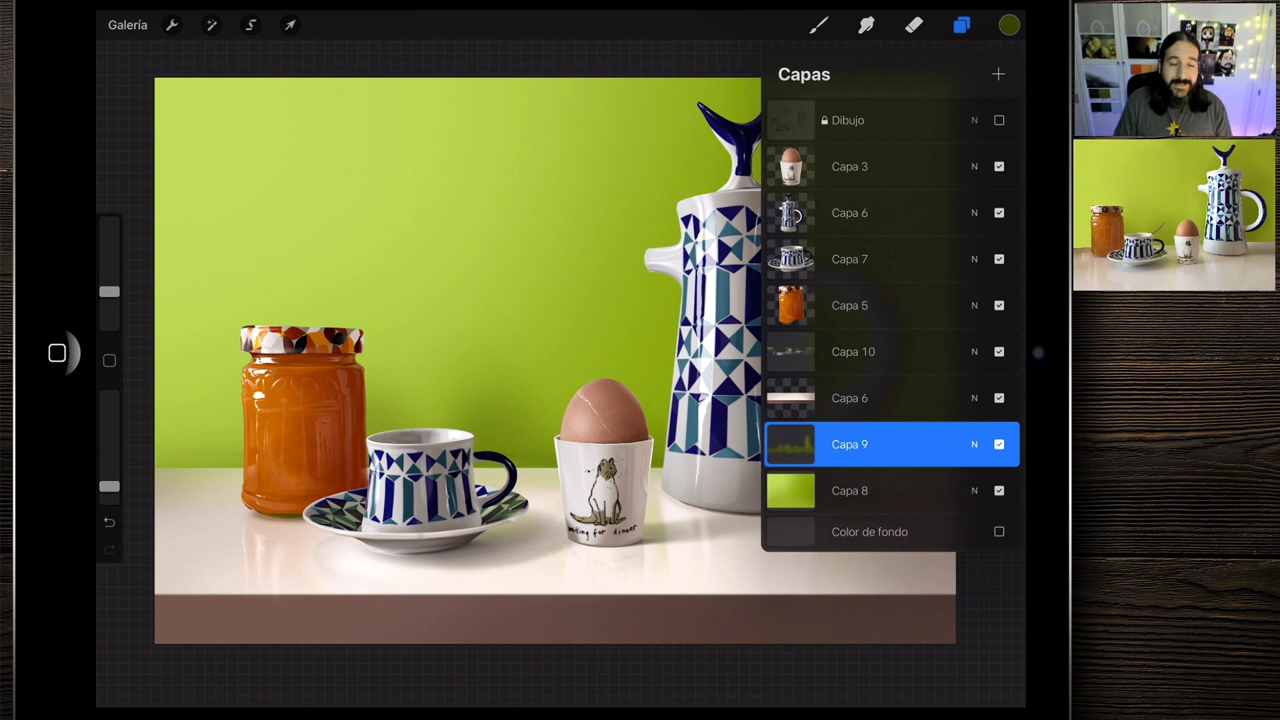 Galería
Capas
Dibujo N
Capa 3 N
Capa 6 N
Capa 7 N
Capa 5 N
Capa 10 N
Capa 6 N
Capa 9 N
Capa 8 N
Color de fondo
waiting for dinner